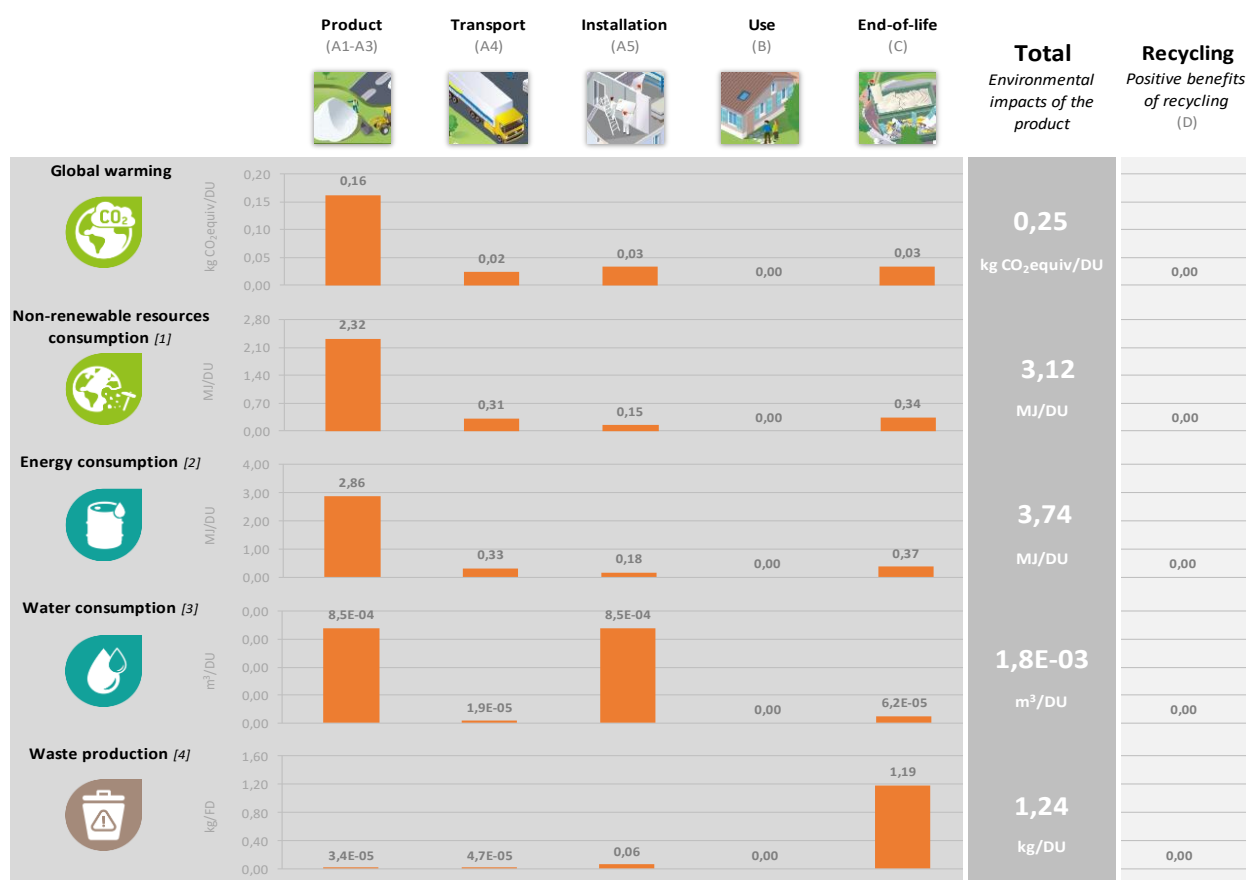 Product
(A1-A3)
Transport
(A4)
Installation
(A5)
Use
(B)
End-of-life
(C)
Total
Environmental
impacts of the
product
Recycling
Positive benefits
of recycling
(D)
Global warming
CO₂
kg CO₂equiv/DU
0,20
0,15
0,10
0,05
0,00
0,16
0,02
0,03
0,00
0,03
0,25
kg CO₂equiv/DU
0,00
Non-renewable resources
consumption [1]
MJ/DU
2,80
2,10
1,40
0,70
0,00
2,32
0,31
0,15
0,00
0,34
3,12
MJ/DU
0,00
Energy consumption [2]
MJ/DU
4,00
3,00
2,00
1,00
0,00
2,86
0,33
0,18
0,00
0,37
3,74
MJ/DU
0,00
Water consumption [3]
m³/DU
0,00
0,00
0,00
0,00
0,00
8,5E-04
1,9E-05
8,5E-04
0,00
6,2E-05
1,8E-03
m³/DU
0,00
Waste production [4]
kg/FD
1,60
1,20
0,80
0,40
0,00
3,4E-05
4,7E-05
0,06
0,00
1,19
1,24
kg/DU
0,00